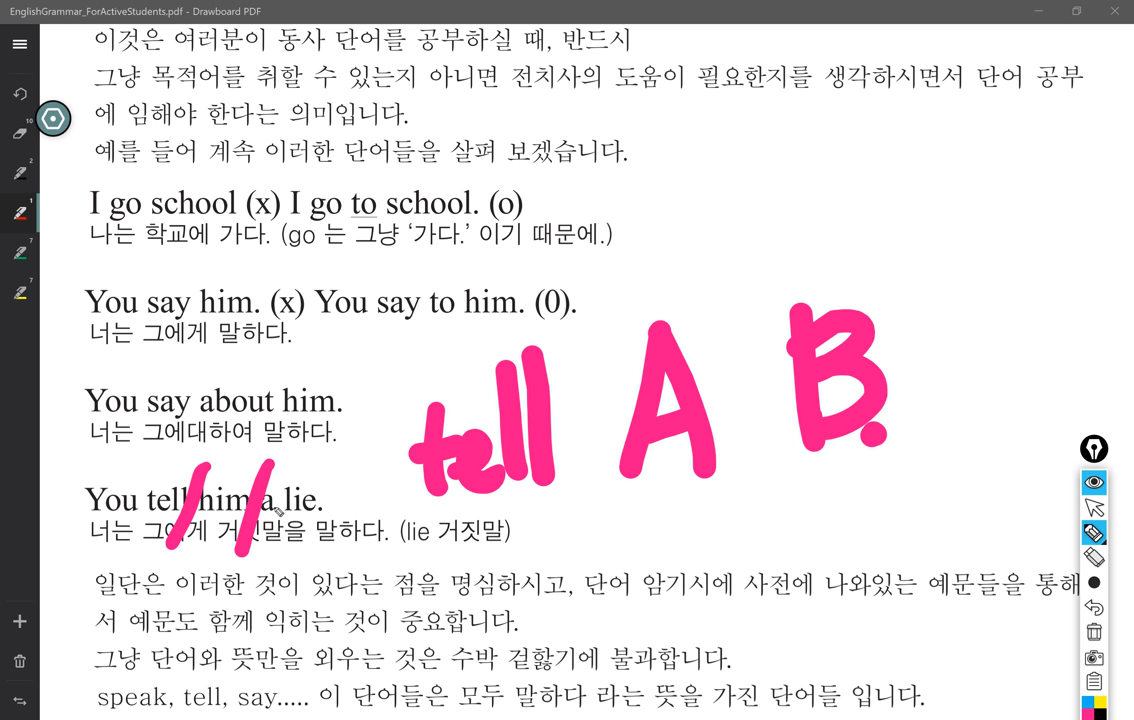 EnglishGrammar_ForActiveStudents.pdf - Drawboard PDF
이것은 여러분이 동사 단어를 공부하실 때, 반드시
그냥 목적어를 취할 수 있는지 아니면 전치사의 도움이 필요한지를 생각하시면서 단어 공부
에 임해야 한다는 의미입니다.
예를 들어 계속 이러한 단어들을 살펴 보겠습니다.
I go school (x) I go to school. (o)
나는 학교에 가다. (go 는 그냥 ‘가다.’ 이기 때문에.)
You say him. (x) You say to him. (0).
너는 그에게 말하다.
tell A B.
You say about him.
너는 그에대하여 말하다.
You tell him a lie.
너는 그에게 거짓말을 말하다. (lie 거짓말)
일단은 이러한 것이 있다는 점을 명심하시고, 단어 암기시에 사전에 나와있는 예문들을 통해
서 예문도 함께 익히는 것이 중요합니다.
그냥 단어와 뜻만을 외우는 것은 수박 겉핥기에 불과합니다.
speak, tell, say..... 이 단어들은 모두 말하다 라는 뜻을 가진 단어들 입니다.
10
2
1
7
7